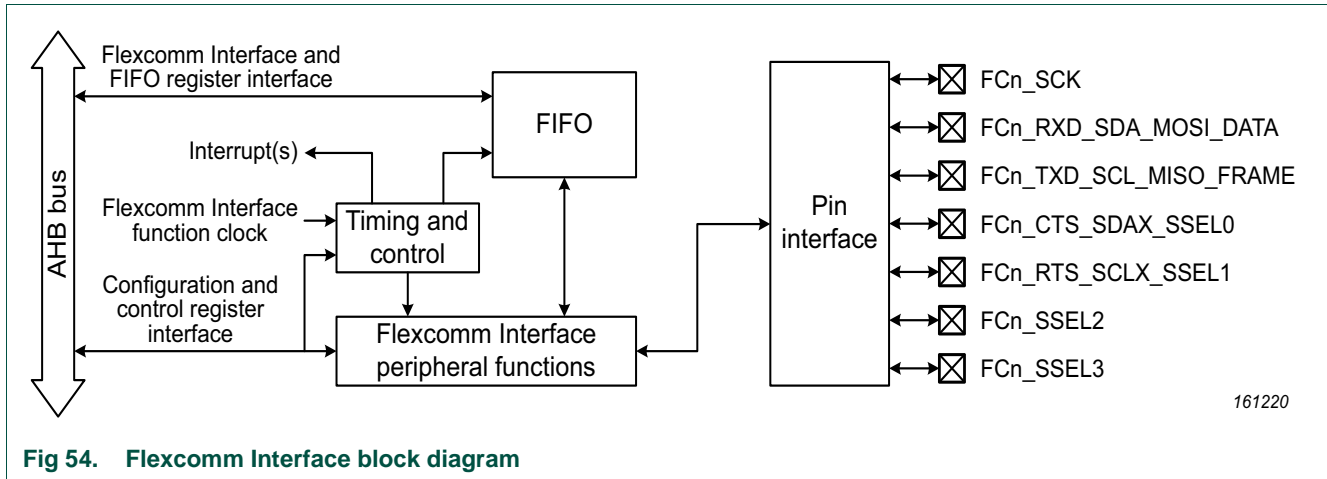 Flexcomm Interface and
FIFO register interface
FIFO
Interrupt(s)
AHB bus
Flexcomm Interface
function clock
Timing and
control
Configuration and
control register
interface
Flexcomm Interface
peripheral functions
Pin
interface
FCn_SCK
FCn_RXD_SDA_MOSI_DATA
FCn_TXD_SCL_MISO_FRAME
FCn_CTS_SDAX_SSEL0
FCn_RTS_SCLX_SSEL1
FCn_SSEL2
FCn_SSEL3
161220
Fig 54. Flexcomm Interface block diagram